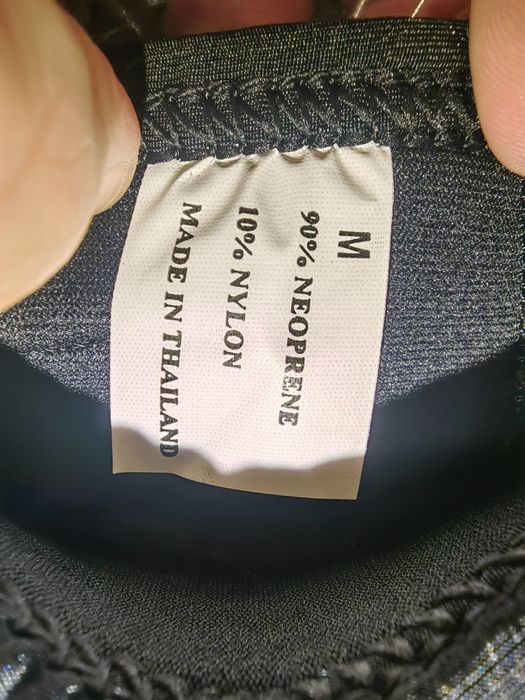 M
90% NEOPRENE
10% NYLON
MADE IN THAILAND